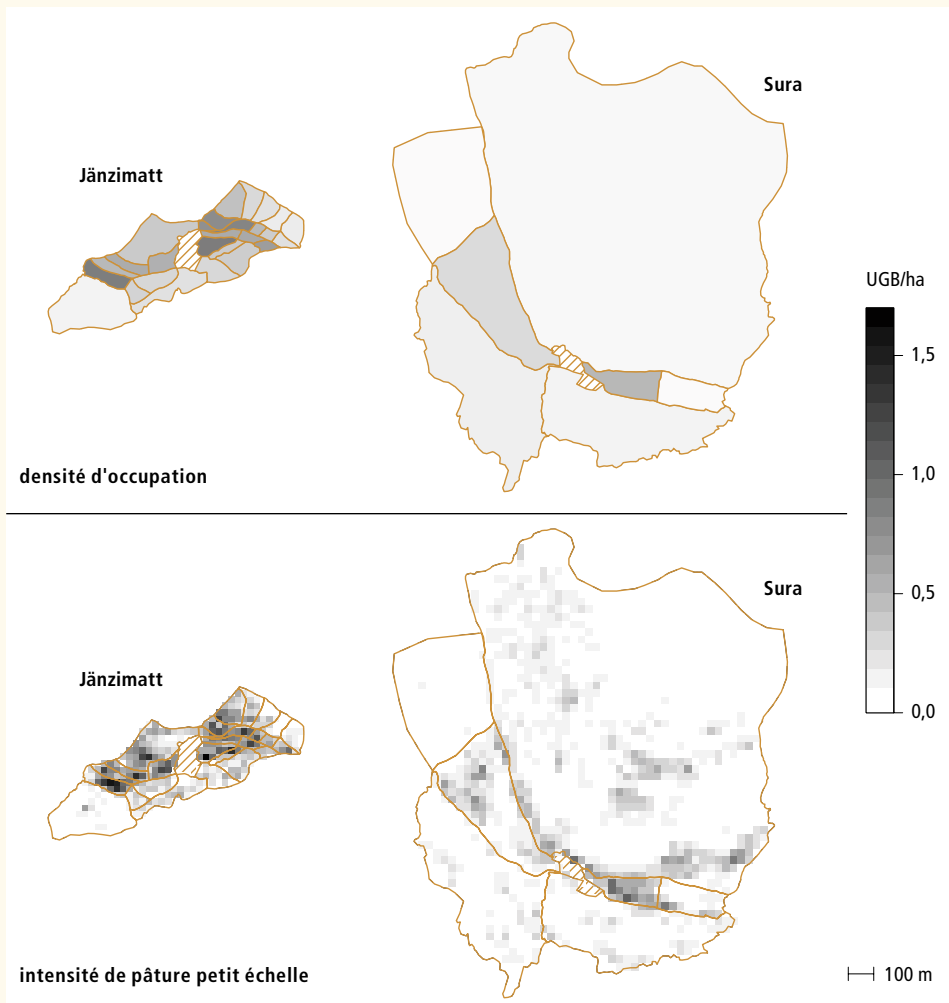 Sura
Jänzimatt
UGB/ha
1,5
1,0
0,5
0,0
densité d'occupation
Sura
Jänzimatt
intensité de pâture petit échelle
100 m